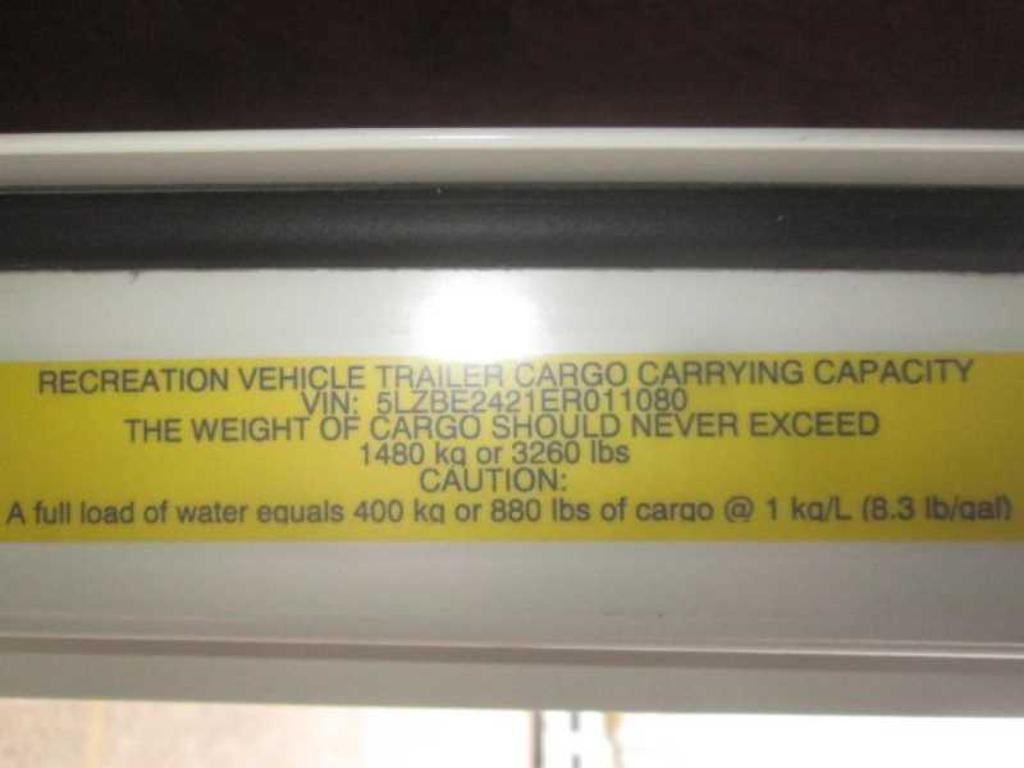 RECREATION VEHICLE TRAILER CARGO CARRYING CAPACITY
VIN: 5LZBE2421ER011080
THE WEIGHT OF CARGO SHOULD NEVER EXCEED
1480 kg or 3260 lbs
CAUTION:
A full load of water equals 400 kg or 880 lbs of cargo @ 1 kg/L (8.3 lb/gal)